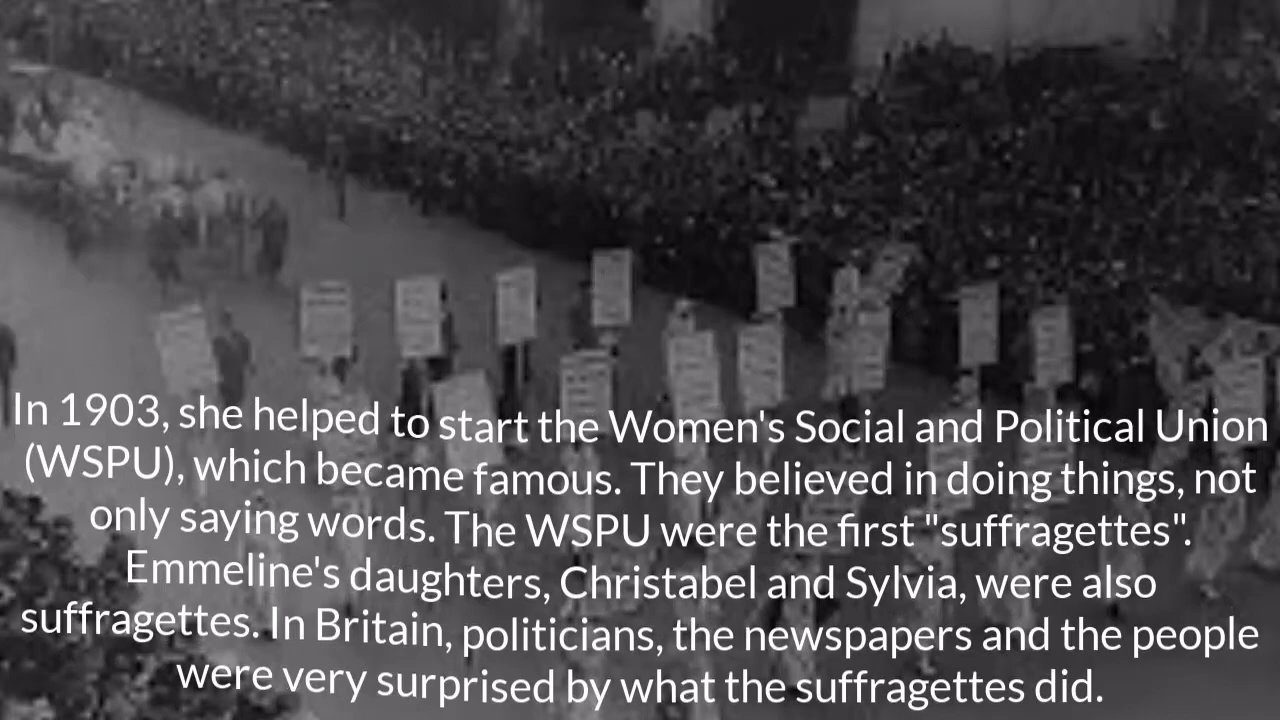 In 1903, she helped to start the Women's Social and Political Union
(WSPU), which became famous. They believed in doing things, not
only saying words. The WSPU were the first "suffragettes".
Emmeline's daughters, Christabel and Sylvia, were also
suffragettes. In Britain, politicians, the newspapers and the people
were very surprised by what the suffragettes did.